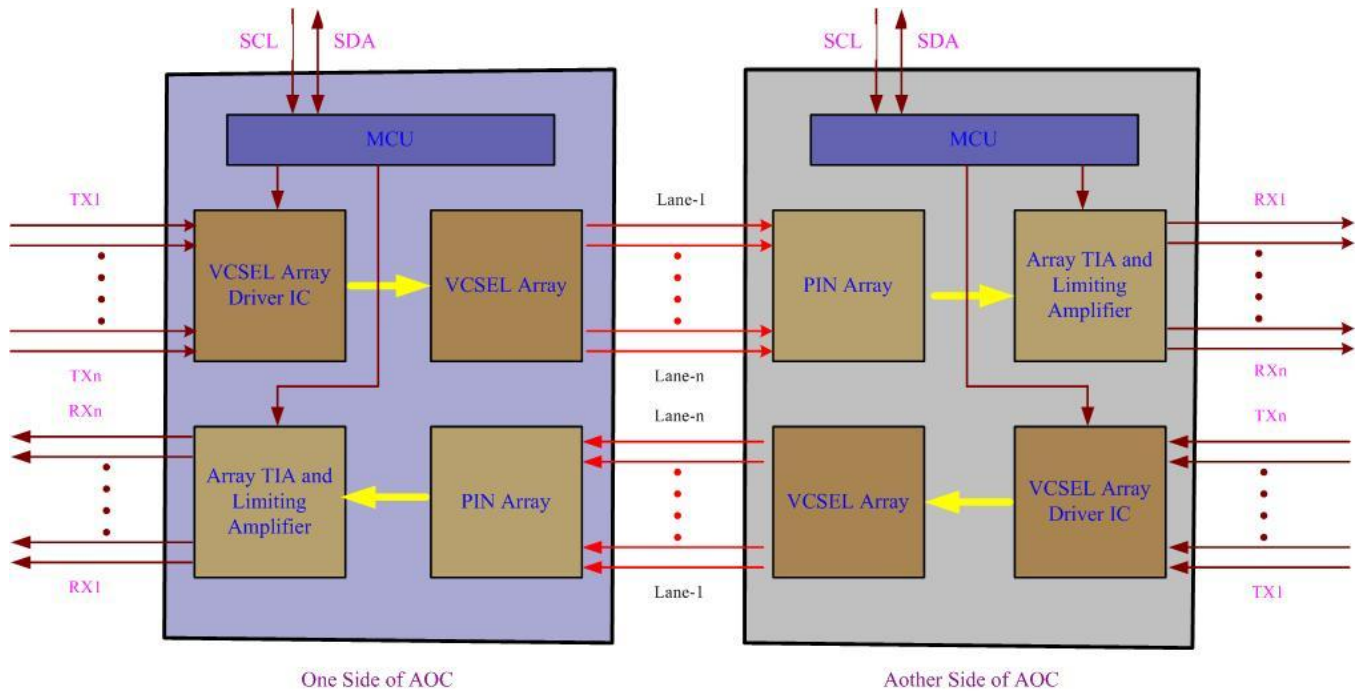 SCL SDA
SCL SDA
MCU
MCU
TX1
Lane-1
RX1
VCSEL Array
Driver IC
VCSEL Array
PIN Array
Array TIA and
Limiting
Amplifier
TXn
Lane-n
RXn
RXn
Lane-n
TXn
Array TIA and
Limiting
Amplifier
PIN Array
VCSEL Array
VCSEL Array
Driver IC
RX1
Lane-1
TX1
One Side of AOC
Aother Side of AOC